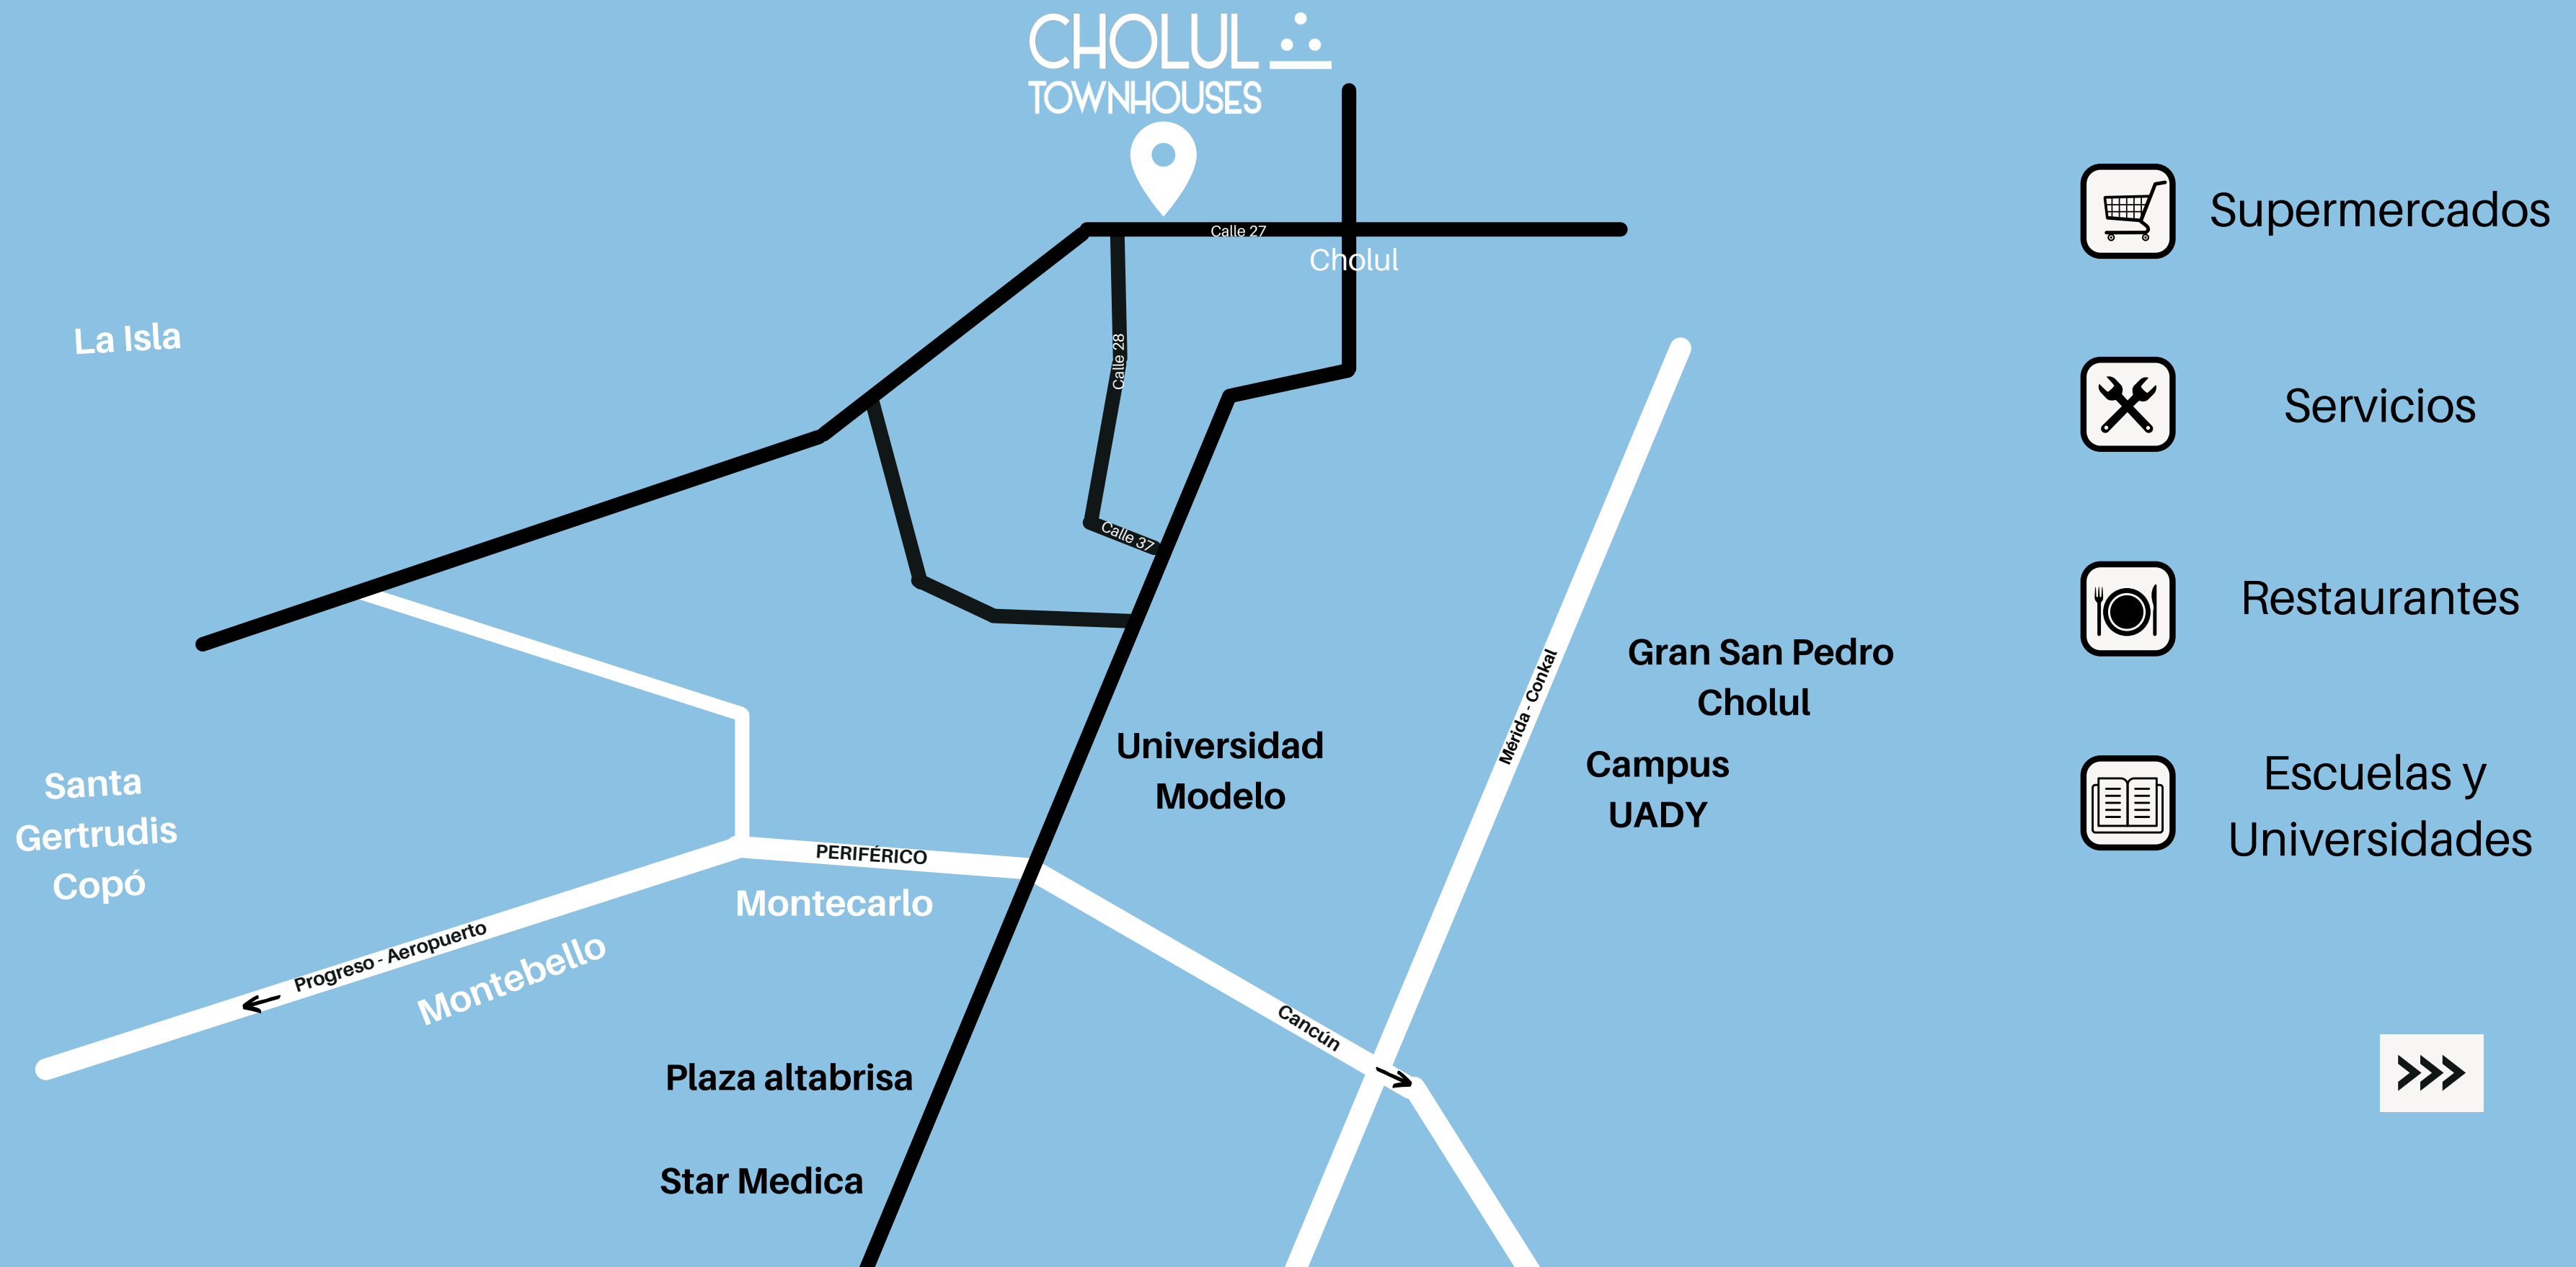 CHOLUL
TOWNHOUSES
Calle 27
Cholul
Calle 28
Calle 37
La Isla
Santa
Gertrudis
Copó
Universidad
Modelo
Mérida - Conkal
Gran San Pedro
Cholul
Campus
UADY
PERIFÉRICO
Montecarlo
Progreso - Aeropuerto
Montebello
Cancún
Plaza altabrisa
Star Medica
Supermercados
Servicios
Restaurantes
Escuelas y
Universidades